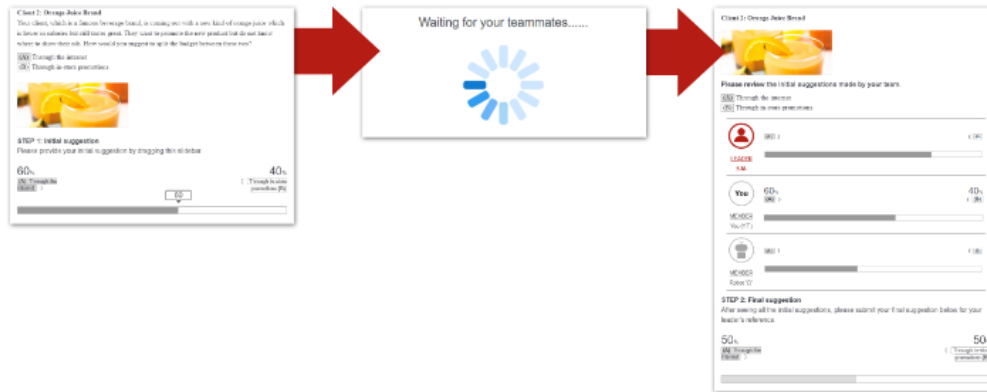 Client 2: Orange Juice Brand
Your client, which is a famous beverage brand, is coming out with a new kind of orange juice which
is lower in calories but still tastes great. They want to promote the new product but do not know
where to show their ads. How would you suggest to split the budget between these two?
(A) Through the internet
(B) Through in-store promotions
STEP 1: Initial suggestion
Please provide your initial suggestion by dragging this slidebar
60%
40%
(A) Through the
internet )
( Through in-store
promotions (B)
60
Waiting for your teammates......
Client 2: Orange Juice Brand
Please review the initial suggestions made by your team.
(A) Through the internet
(B) Through in-store promotions
(A) )
( (B)
LEADER
You
60%
40%
(A) )
( (B)
MEMBER
(A) )
( (B)
MEMBER
STEP 2: Final suggestion
After seeing all the initial suggestions, please submit your final suggestion below for your
leader's reference.
50%
50
(A) Through the
internet )
( Through in-store
promotions (B)